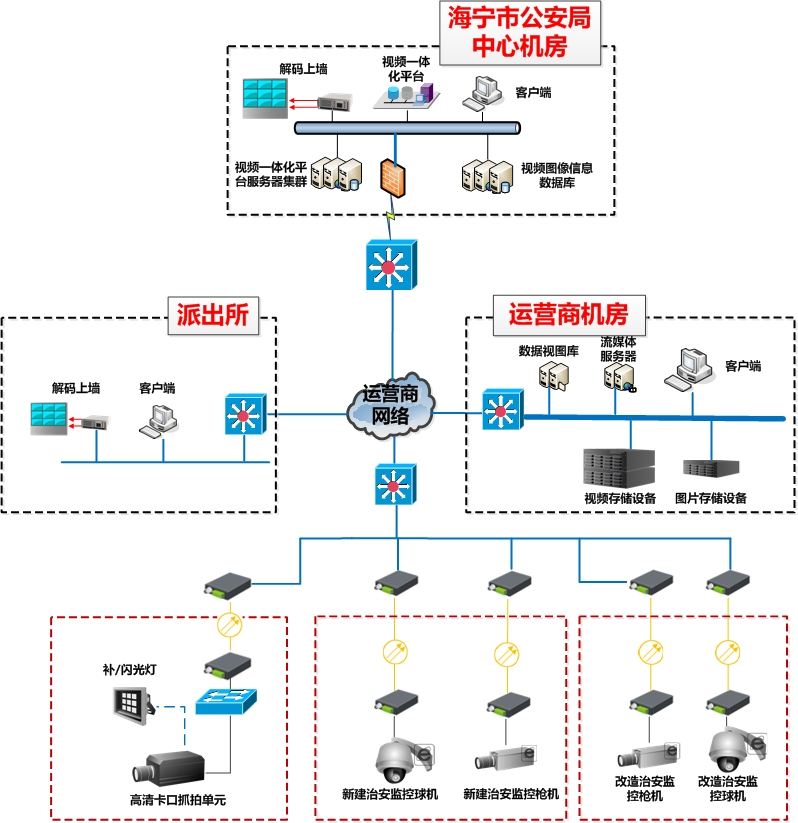 海宁市公安局
中心机房
解码上墙
视频一体
化平台
客户端
视频一体化平
台服务器集群
视频图像信息
数据库
派出所
解码上墙
客户端
运营商
网络
运营商机房
数据视图库
流媒体
服务器
客户端
视频存储设备
图片存储设备
补/闪光灯
高清卡口抓拍单元
新建治安监控球机
新建治安监控枪机
改造治安监
控枪机
改造治安监
控球机